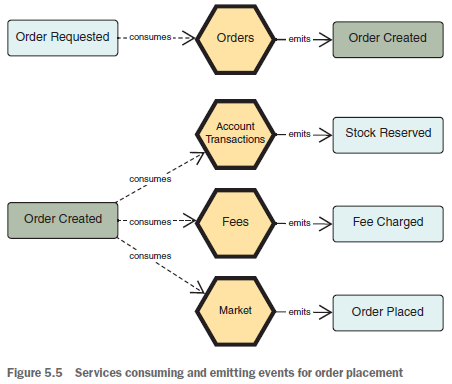 Order Requested
consumes
Orders
emits
Order Created
Account
Transactions
emits
Stock Reserved
consumes
Order Created
consumes
Fees
emits
Fee Charged
consumes
Market
emits
Order Placed
Figure 5.5 Services consuming and emitting events for order placement